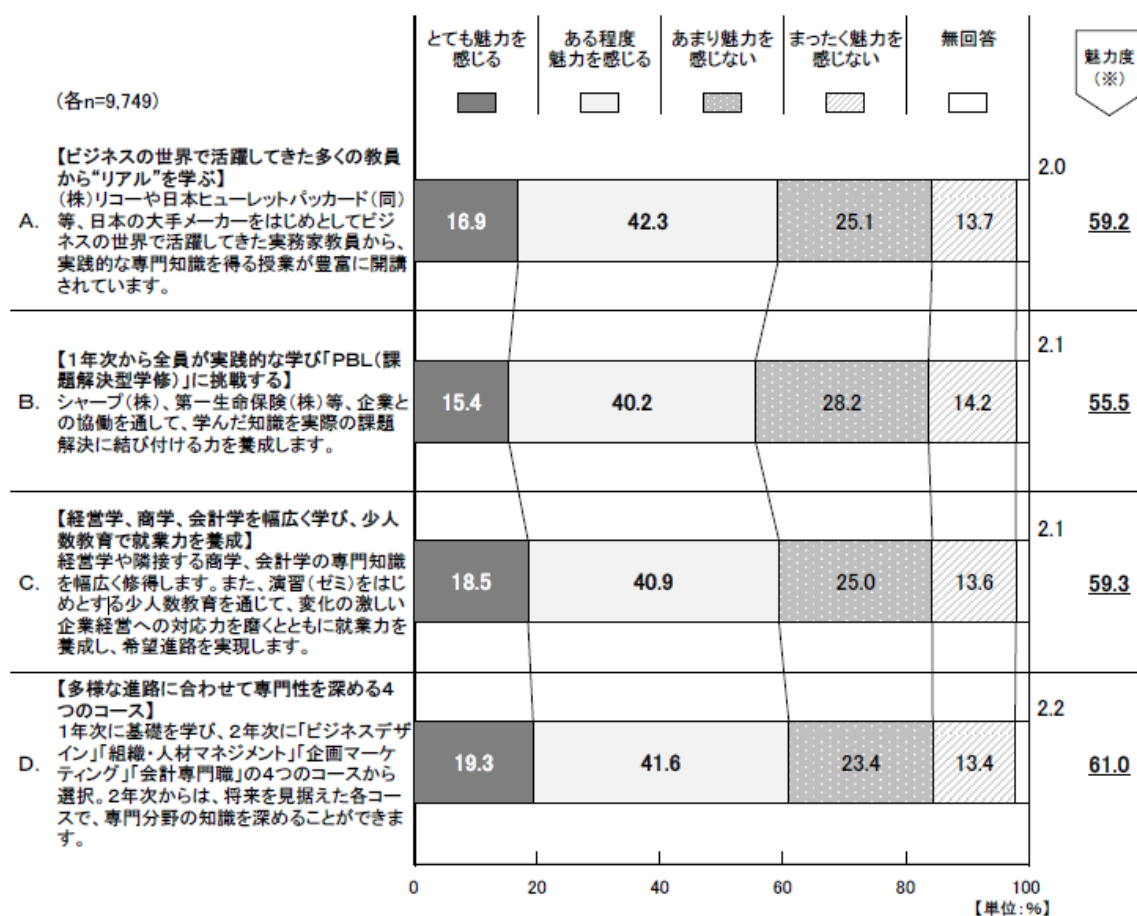 とても魅力を
感じる
ある程度
魅力を感じる
あまり魅力を
感じない
まったく魅力を
感じない
無回答
魅力度
（※）
（各n=9,749）
【ビジネスの世界で活躍してきた多くの教員
から“リアル”を学ぶ】
A.
（株）リコーや日本ヒューレットパッカード（同）
等、日本の大手メーカーをはじめとしてビジ
ネスの世界で活躍してきた実務家教員から、
実践的な専門知識を得る授業が豊富に開講
されています。
16.9
42.3
25.1
13.7
2.0
59.2
【1年次から全員が実践的な学び「PBL（課
題解決型学修）」に挑戦する】
B.
シャープ（株）、第一生命保険（株）等、企業と
の協働を通して、学んだ知識を実際の課題
解決に結び付ける力を養成します。
15.4
40.2
28.2
14.2
2.1
55.5
【経営学、商学、会計学を幅広く学び、少人
数教育で就業力を養成】
C.
経営学や隣接する商学、会計学の専門知識
を幅広く修得します。また、演習（ゼミ）をはじ
めとする少人数教育を通じて、変化の激しい
企業経営への対応力を磨くとともに就業力を
養成し、希望進路を実現します。
18.5
40.9
25.0
13.6
2.1
59.3
【多様な進路に合わせて専門性を深める4
つのコース】
D.
1年次に基礎を学び、2年次に「ビジネスデザ
イン」「組織・人材マネジメント」「企画マーケ
ティング」「会計専門職」の4つのコースから
選択。2年次からは、将来を見据えた各コー
スで、専門分野の知識を深めることができま
す。
19.3
41.6
23.4
13.4
2.2
61.0
0
20
40
60
80
100
【単位：％】